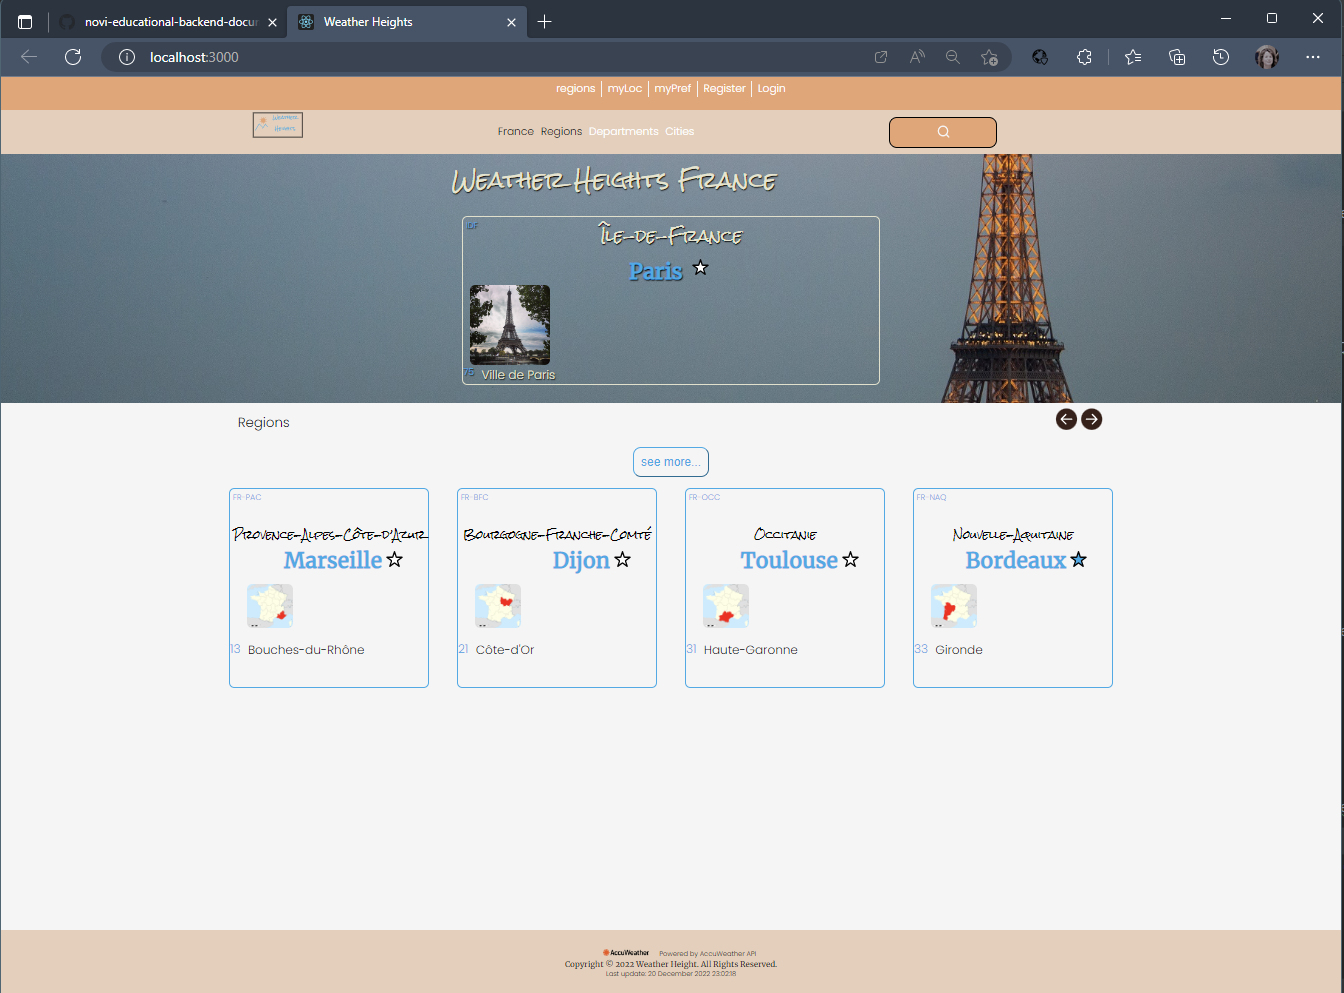 novi-educational-backend-docur
Weather Heights
localhost:3000
regions | myLoc | myPref | Register | Login
Weather Heights
France Regions Departments Cities
Weather Heights France
IDF
Île-de-France
Paris
75 Ville de Paris
Regions
see more...
FR-PAC
Provence-Alpes-Côte-d'Azur
Marseille
13 Bouches-du-Rhône
FR-BFC
Bourgogne-Franche-Comté
Dijon
21 Côte-d'Or
FR-OCC
Occitanie
Toulouse
31 Haute-Garonne
FR-NAQ
Nouvelle-Aquitaine
Bordeaux
33 Gironde
AccuWeather Powered by AccuWeather API
Copyright © 2022 Weather Height. All Rights Reserved.
Last update: 20 December 2022 23:02:18